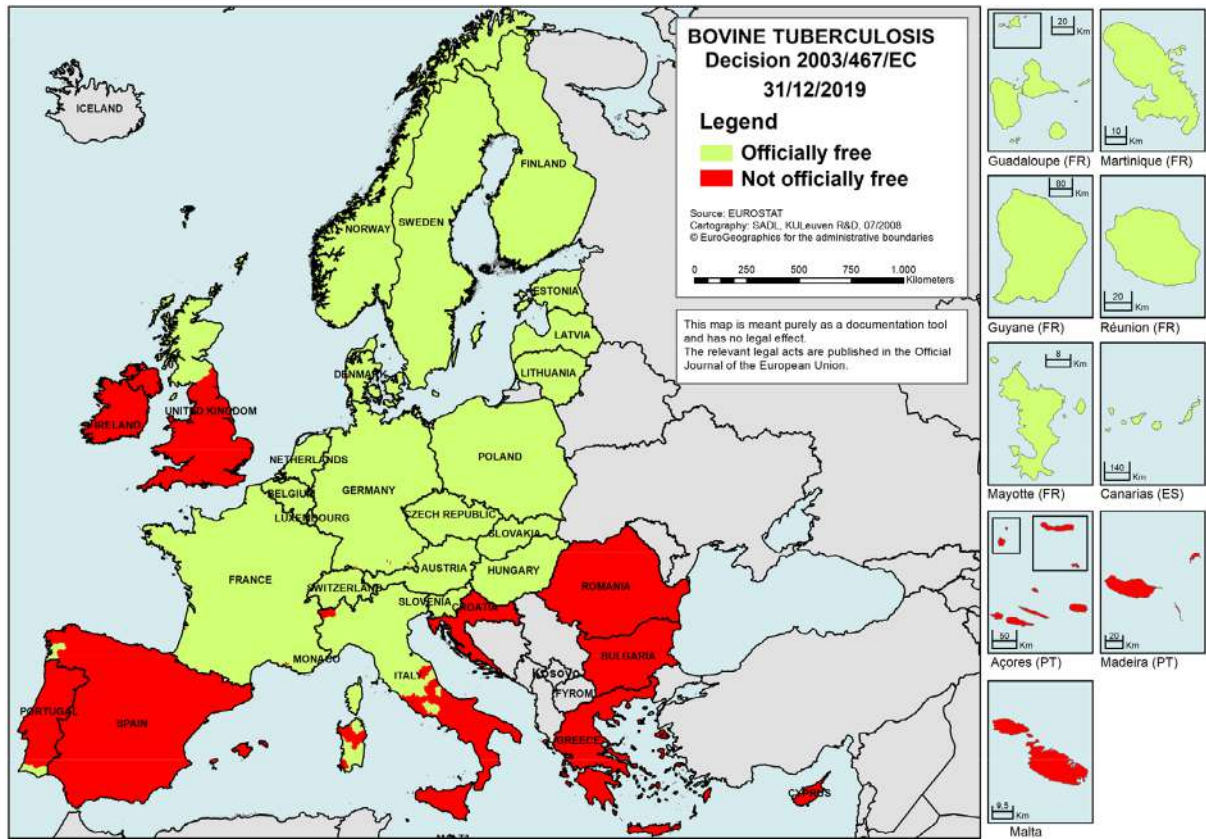 BOVINE TUBERCULOSIS
Decision 2003/467/EC
31/12/2019
Legend
Officially free
Not officially free
Source: EUROSTAT
Cartography: SADL, KULeuven R&D, 07/2008
© EuroGeographics for the administrative boundaries
0 250 500 750 1.000
Kilometers
This map is meant purely as a documentation tool
and has no legal effect.
The relevant legal acts are published in the Official
Journal of the European Union.
ICELAND
FINLAND
NORWAY
SWEDEN
ESTONIA
LATVIA
LITHUANIA
DENMARK
UNITED KINGDOM
IRELAND
NETHERLANDS
POLAND
BELGIUM
GERMANY
LUXEMBOURG
CZECH REPUBLIC
SLOVAKIA
FRANCE
AUSTRIA
HUNGARY
SWITZERLAND
SLOVENIA
CROATIA
ROMANIA
MONACO
ITALY
BULGARIA
Kosovo
FYROM
PORTUGAL
SPAIN
GREECE
CYPRUS
20
Km
Guadaloupe (FR)
10
Km
Martinique (FR)
80
Km
Guyane (FR)
20
Km
Réunion (FR)
8
Km
Mayotte (FR)
140
Km
Canarias (ES)
50
Km
Açores (PT)
20
Km
Madeira (PT)
9,5
Km
Malta